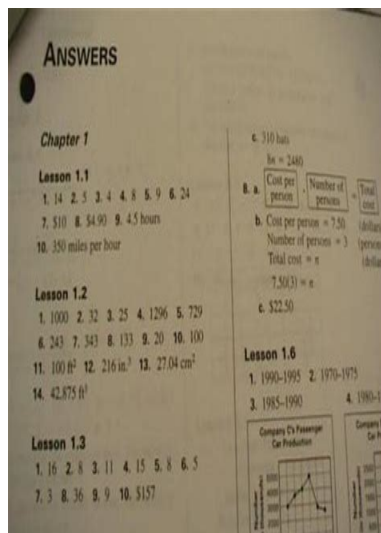 ANSWERS
Chapter 1
Lesson 1.1
1. 14 2. 5 3. 4 4. 8 5. 9 6. 24
7. $10 8. $4.90 9. 4.5 hours
10. 350 miles per hour
Lesson 1.2
1. 1000 2. 32 3. 25 4. 1296 5. 729
6. 243 7. 343 8. 133 9. 20 10. 100
11. 100 ft² 12. 216 in.³ 13. 27.04 cm²
14. 42.875 ft³
Lesson 1.3
1. 16 2. 8 3. 11 4. 15 5. 8 6. 5
7. 3 8. 36 9. 9 10. $157
c. 310 hats
8x = 2480
8. a. Cost per person · Number of persons = Total cost
b. Cost per person = 7.50
Number of persons = 3
Total cost = n
7.50(3) = n
c. $22.50
Lesson 1.6
1. 1990–1995 2. 1970–1975
3. 1985–1990 4. 1980–
Company C's Passenger
Car Production
Company